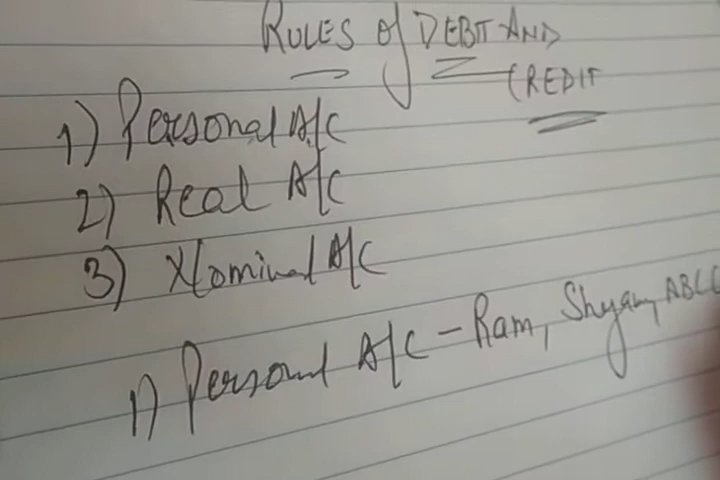 RULES of DEBIT AND
CREDIT
1) Personal A/C
2) Real A/C
3) Nominal A/C
1) Personal A/C - Ram, Shyam, ABC